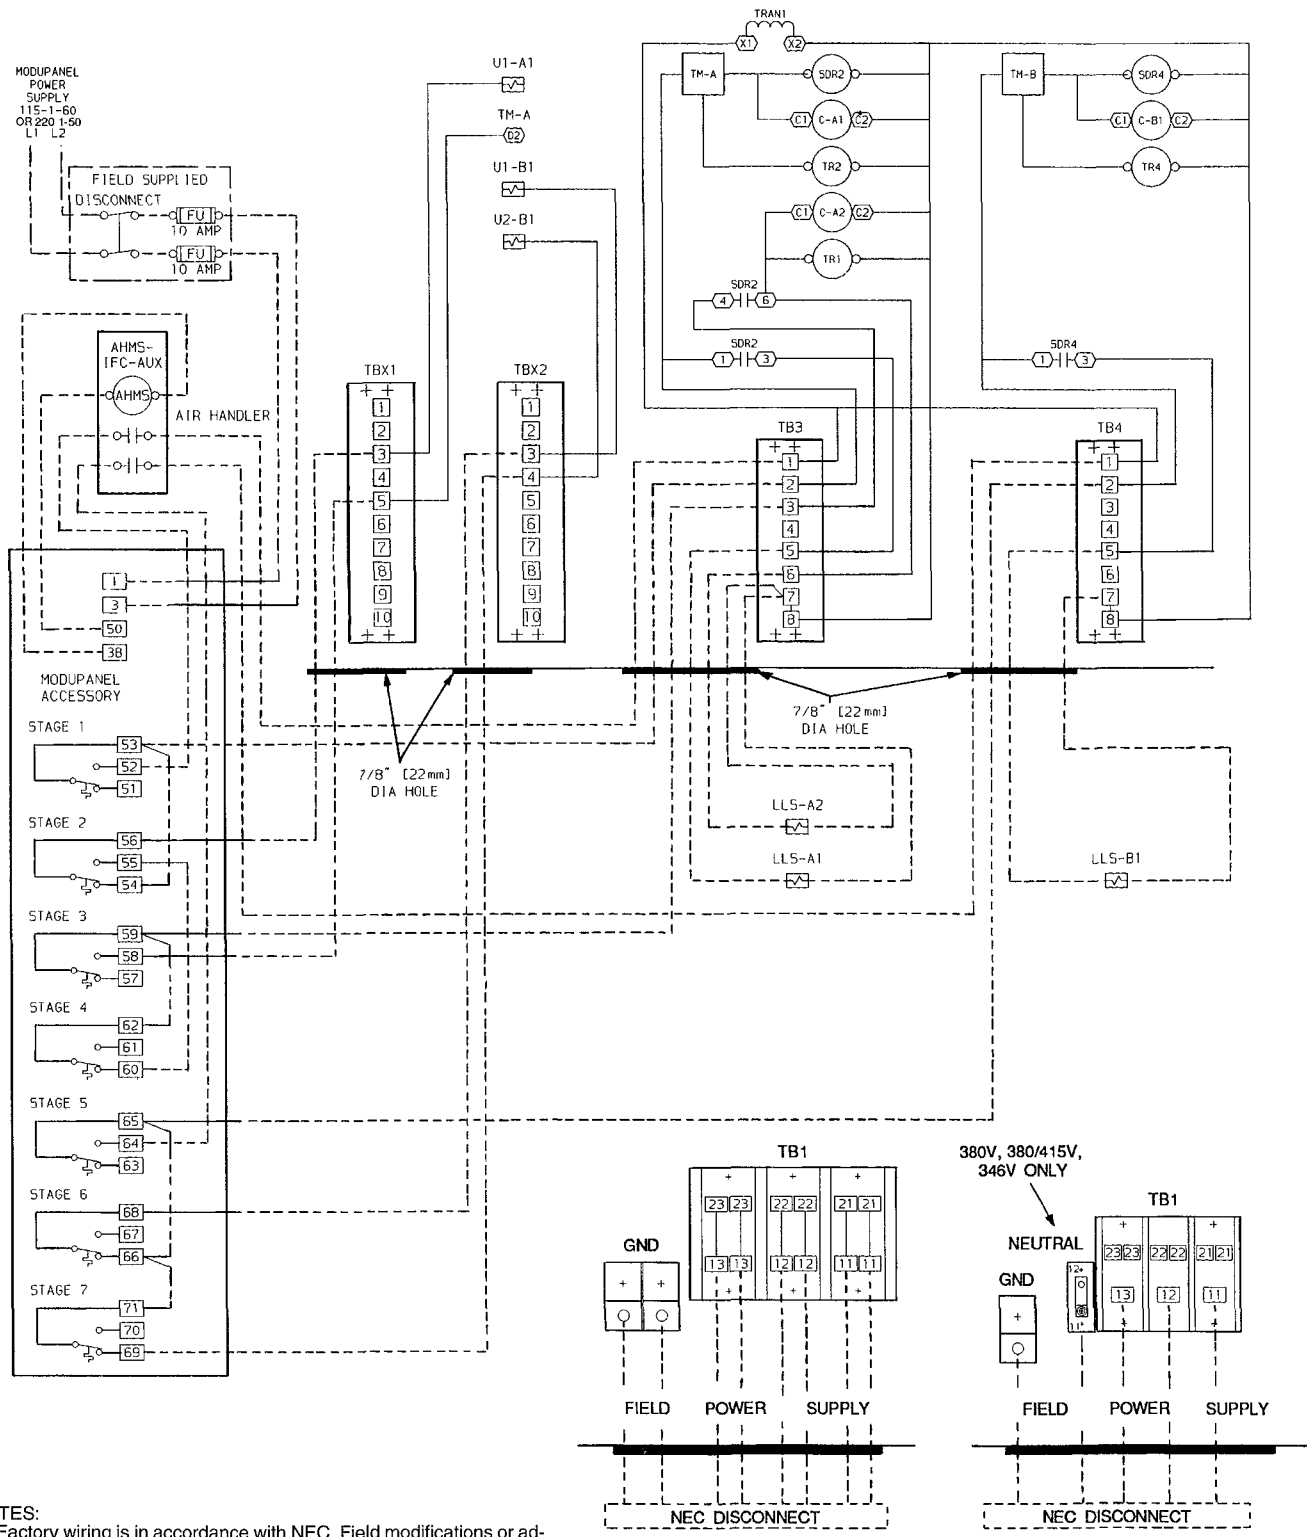 TRAN1
X1 X2
MODUPANEL
POWER
SUPPLY
115-1-60
OR 220 1-50
L1 L2
U1-A1
TM-A
D2
U1-B1
U2-B1
TM-A
SDR2
C1 C-A1 C2
TR2
C1 C-A2 C2
TR1
SDR2
4 6
SDR2
1 3
TM-B
SDR4
C1 C-B1 C2
TR4
SDR4
1 3
FIELD SUPPLIED
DISCONNECT
FU
10 AMP
FU
10 AMP
AHMS-
IFC-AUX
AHMS
AIR HANDLER
TBX1
1
2
3
4
5
6
7
8
9
10
TBX2
1
2
3
4
5
6
7
8
9
10
TB3
1
2
3
4
5
6
7
8
TB4
1
2
3
4
5
6
7
8
1
3
50
38
MODUPANEL
ACCESSORY
7/8" [22mm]
DIA HOLE
7/8" [22mm]
DIA HOLE
STAGE 1
53
52
51
STAGE 2
56
55
54
STAGE 3
59
58
57
STAGE 4
62
61
60
STAGE 5
65
64
63
STAGE 6
68
67
66
STAGE 7
71
70
69
LLS-A2
LLS-A1
LLS-B1
TB1
23 23 22 22 21 21
13 13 12 12 11 11
GND
FIELD POWER SUPPLY
NEC DISCONNECT
380V, 380/415V,
346V ONLY
NEUTRAL
TB1
12
11
23 23 22 22 21 21
13 12 11
GND
FIELD POWER SUPPLY
NEC DISCONNECT
TES:
Factory wiring is in accordance with NEC. Field modifications or ad-